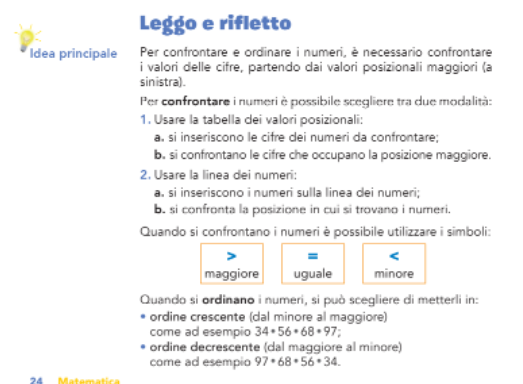 Leggo e rifletto
Idea principale
Per confrontare e ordinare i numeri, è necessario confrontare
i valori delle cifre, partendo dai valori posizionali maggiori (a
sinistra).
Per confrontare i numeri è possibile scegliere tra due modalità:
1. Usare la tabella dei valori posizionali:
a. si inseriscono le cifre dei numeri da confrontare;
b. si confrontano le cifre che occupano la posizione maggiore.
2. Usare la linea dei numeri:
a. si inseriscono i numeri sulla linea dei numeri;
b. si confronta la posizione in cui si trovano i numeri.
Quando si confrontano i numeri è possibile utilizzare i simboli:
> = <
maggiore uguale minore
Quando si ordinano i numeri, si può scegliere di metterli in:
• ordine crescente (dal minore al maggiore)
come ad esempio 34•56•68•97;
• ordine decrescente (dal maggiore al minore)
come ad esempio 97•68•56•34.
24 Matematica